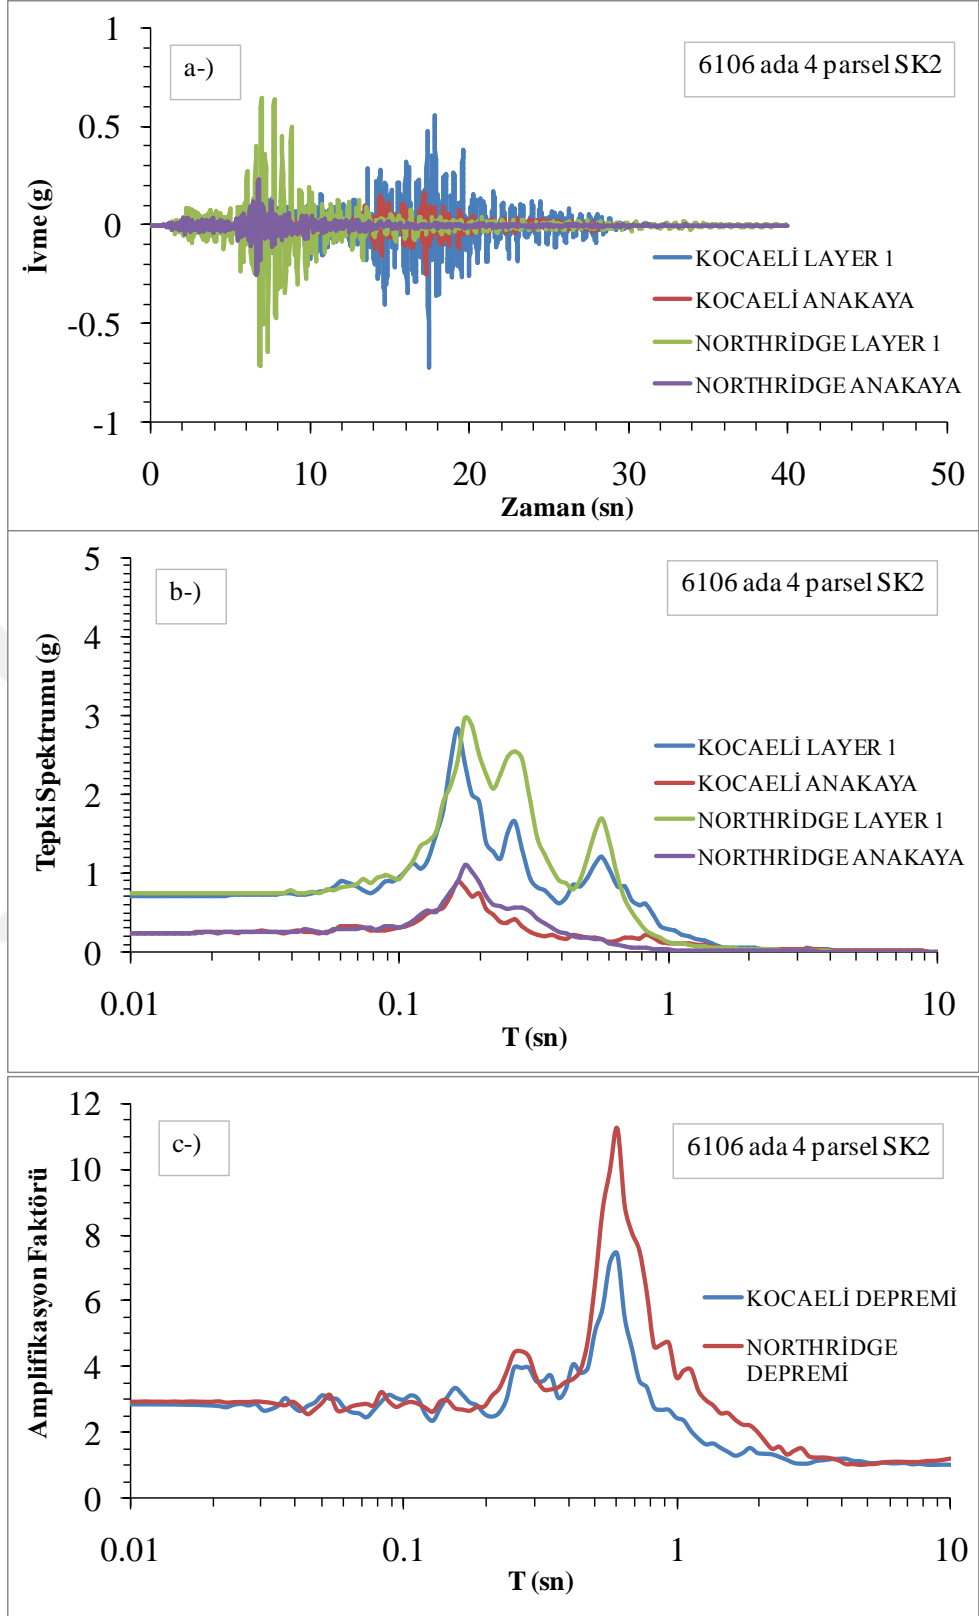 a-)
6106 ada 4 parsel SK2
1
0.5
0
-0.5
-1
İvme (g)
KOCAELİ LAYER 1
KOCAELİ ANAKAYA
NORTHRİDGE LAYER 1
NORTHRİDGE ANAKAYA
0 10 20 30 40 50
Zaman (sn)
b-)
6106 ada 4 parsel SK2
5
4
3
2
1
0
Tepki Spektrumu (g)
KOCAELİ LAYER 1
KOCAELİ ANAKAYA
NORTHRİDGE LAYER 1
NORTHRİDGE ANAKAYA
0.01 0.1 1 10
T (sn)
c-)
6106 ada 4 parsel SK2
12
10
8
6
4
2
0
Amplifikasyon Faktörü
KOCAELİ DEPREMİ
NORTHRİDGE
DEPREMİ
0.01 0.1 1 10
T (sn)